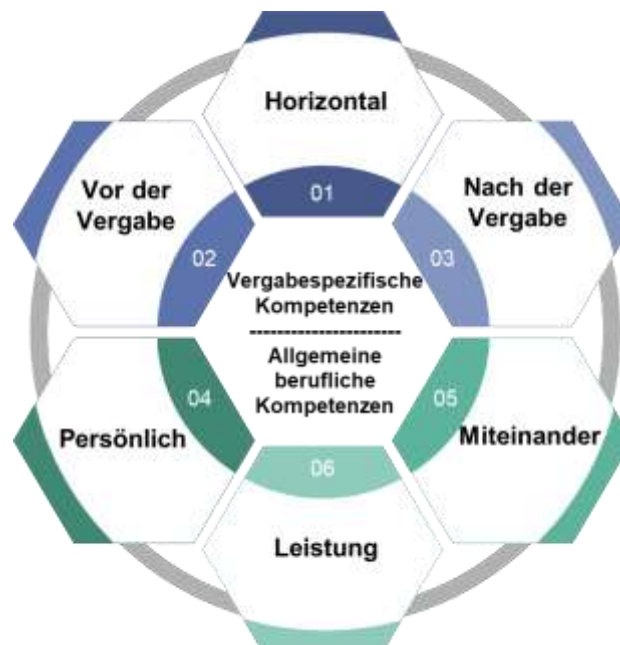 Horizontal
01
Vor der
Vergabe
02
Nach der
Vergabe
03
Vergabespezifische
Kompetenzen
Allgemeine
berufliche
Kompetenzen
04
Persönlich
05
Miteinander
06
Leistung